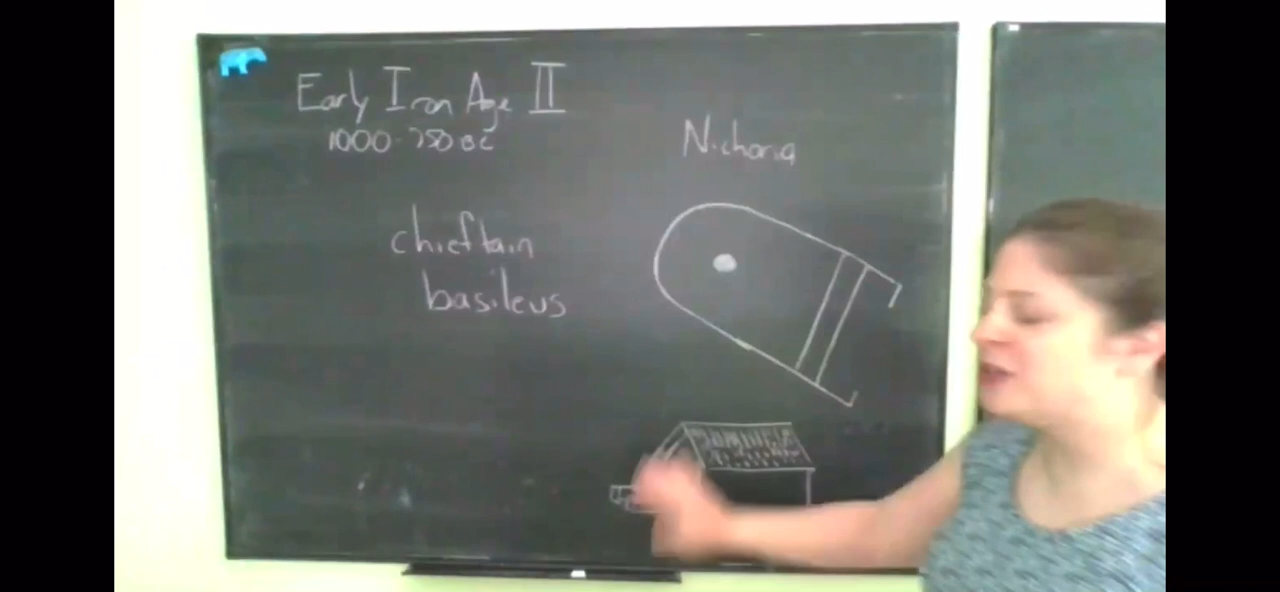 Early Iron Age II
1000-750 BC
Nichoria
chieftain
basileus